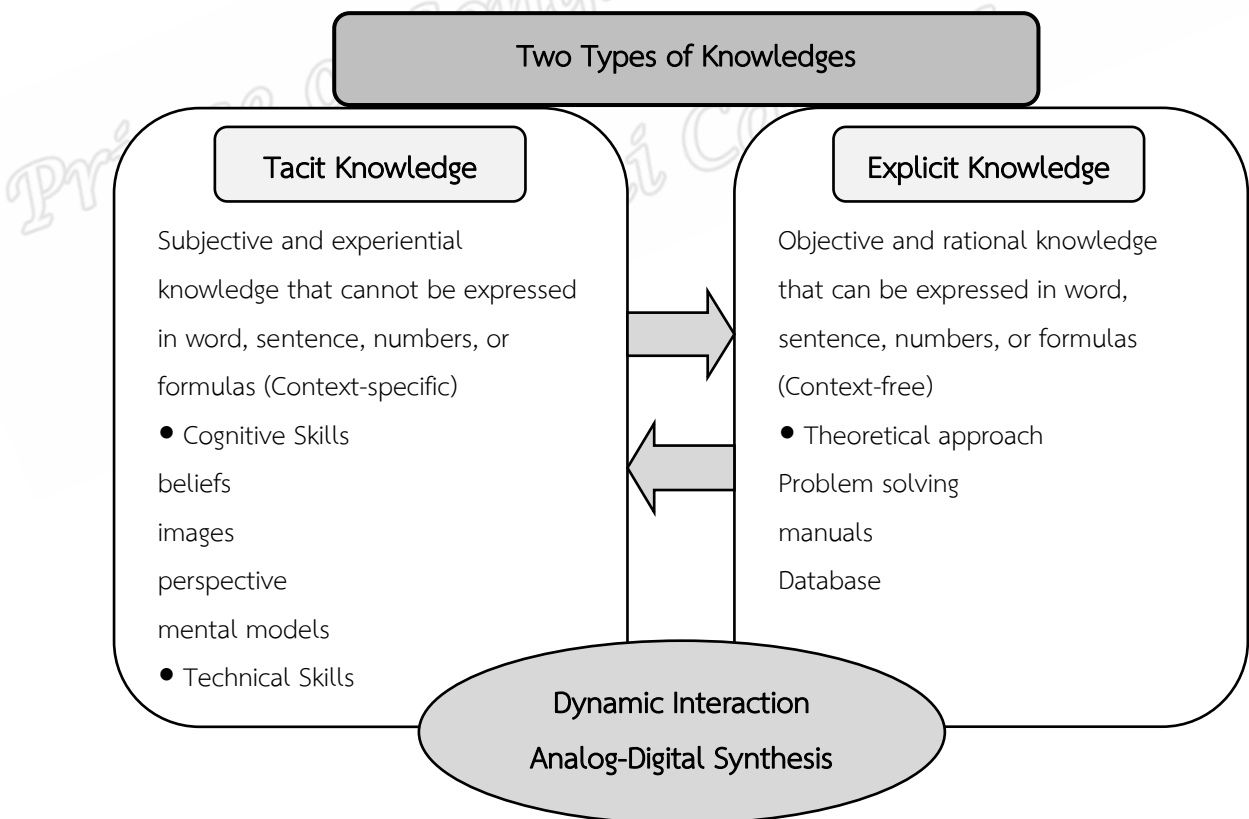 Two Types of Knowledges
Tacit Knowledge
Subjective and experiential
knowledge that cannot be expressed
in word, sentence, numbers, or
formulas (Context-specific)
● Cognitive Skills
beliefs
images
perspective
mental models
● Technical Skills
Explicit Knowledge
Objective and rational knowledge
that can be expressed in word,
sentence, numbers, or formulas
(Context-free)
● Theoretical approach
Problem solving
manuals
Database
Dynamic Interaction
Analog-Digital Synthesis